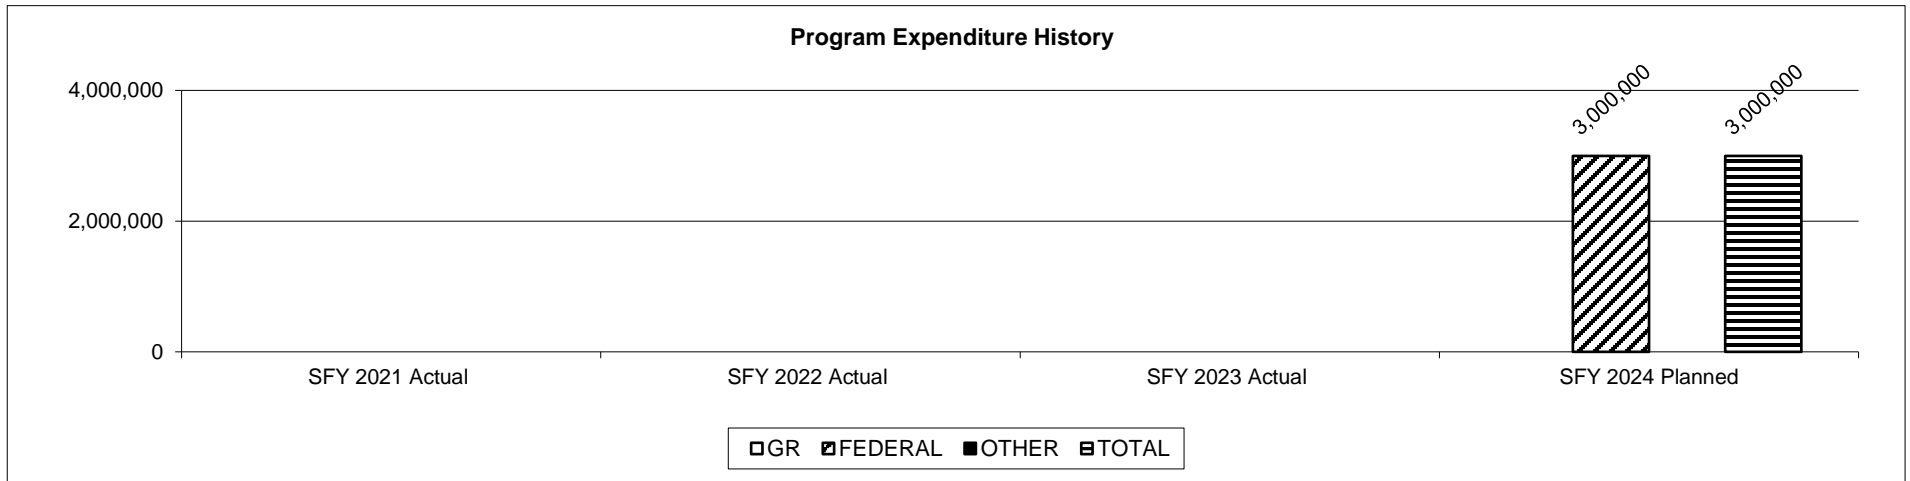 Program Expenditure History
4,000,000
3,000,000
3,000,000
2,000,000
0
SFY 2021 Actual
SFY 2022 Actual
SFY 2023 Actual
SFY 2024 Planned
GR FEDERAL OTHER TOTAL